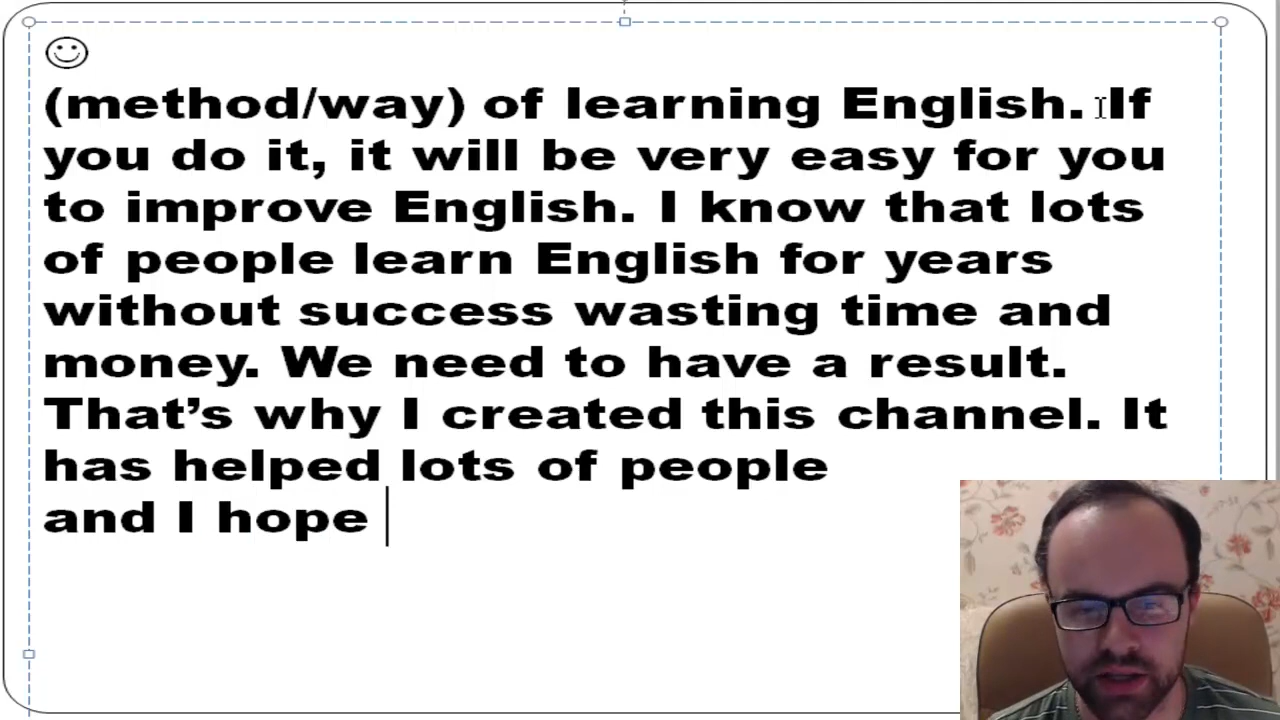 (method/way) of learning English. If
you do it, it will be very easy for you
to improve English. I know that lots
of people learn English for years
without success wasting time and
money. We need to have a result.
That’s why I created this channel. It
has helped lots of people
and I hope